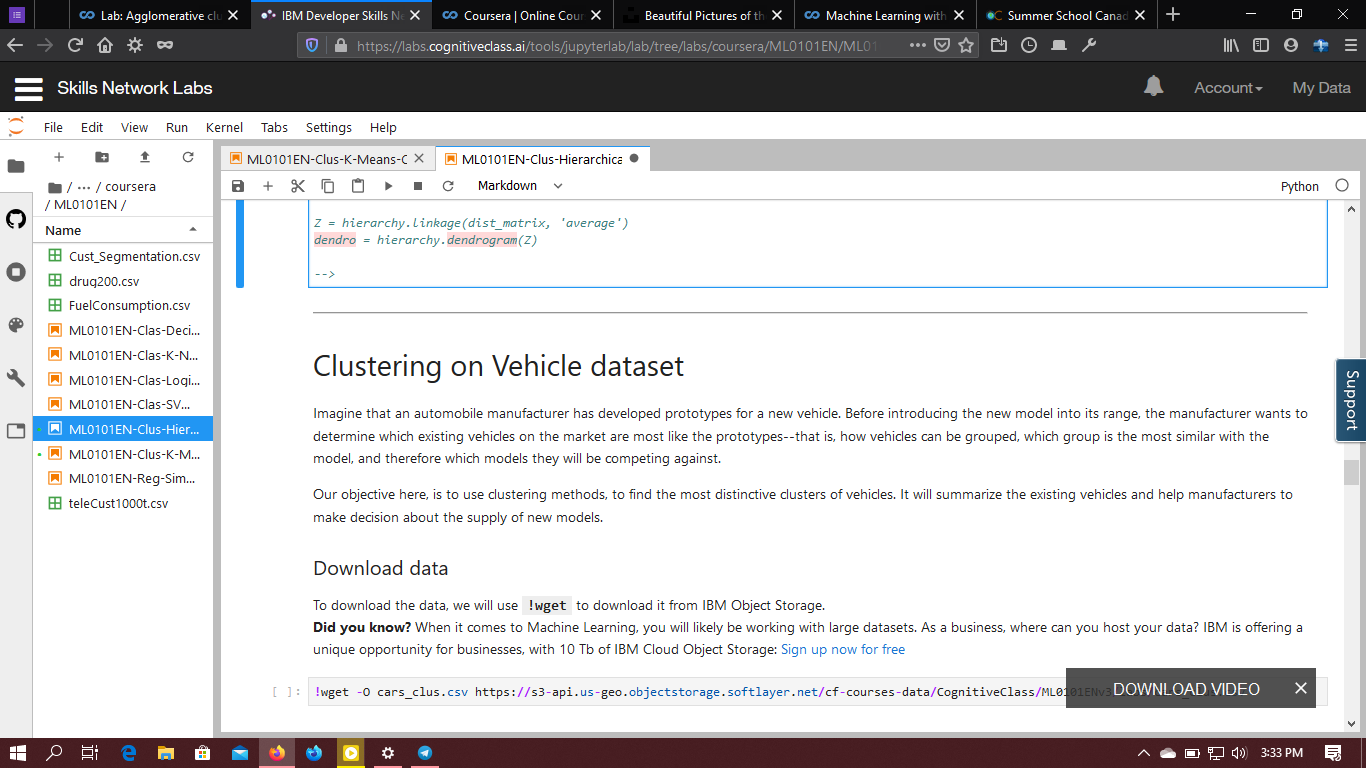 Lab: Agglomerative clu
IBM Developer Skills Ne
Coursera | Online Cour
Beautiful Pictures of th
Machine Learning with
Summer School Canad
https://labs.cognitiveclass.ai/tools/jupyterlab/lab/tree/labs/coursera/ML0101EN/ML01
Skills Network Labs
Account
My Data
File Edit View Run Kernel Tabs Settings Help
ML0101EN-Clus-K-Means-C
ML0101EN-Clus-Hierarchica
/ ··· / coursera
/ ML0101EN /
Markdown
Python
Name
Cust_Segmentation.csv
drug200.csv
FuelConsumption.csv
ML0101EN-Clas-Deci...
ML0101EN-Clas-K-N...
ML0101EN-Clas-Logi...
ML0101EN-Clas-SV...
ML0101EN-Clus-Hier...
ML0101EN-Clus-K-M...
ML0101EN-Reg-Sim...
teleCust1000t.csv
Z = hierarchy.linkage(dist_matrix, 'average')
dendro = hierarchy.dendrogram(Z)
-->
Clustering on Vehicle dataset
Imagine that an automobile manufacturer has developed prototypes for a new vehicle. Before introducing the new model into its range, the manufacturer wants to
determine which existing vehicles on the market are most like the prototypes--that is, how vehicles can be grouped, which group is the most similar with the
model, and therefore which models they will be competing against.
Our objective here, is to use clustering methods, to find the most distinctive clusters of vehicles. It will summarize the existing vehicles and help manufacturers to
make decision about the supply of new models.
Download data
To download the data, we will use !wget to download it from IBM Object Storage.
Did you know? When it comes to Machine Learning, you will likely be working with large datasets. As a business, where can you host your data? IBM is offering a
unique opportunity for businesses, with 10 Tb of IBM Cloud Object Storage: Sign up now for free
[ ]: !wget -O cars_clus.csv https://s3-api.us-geo.objectstorage.softlayer.net/cf-courses-data/CognitiveClass/ML0101ENv3
DOWNLOAD VIDEO
Support
3:33 PM